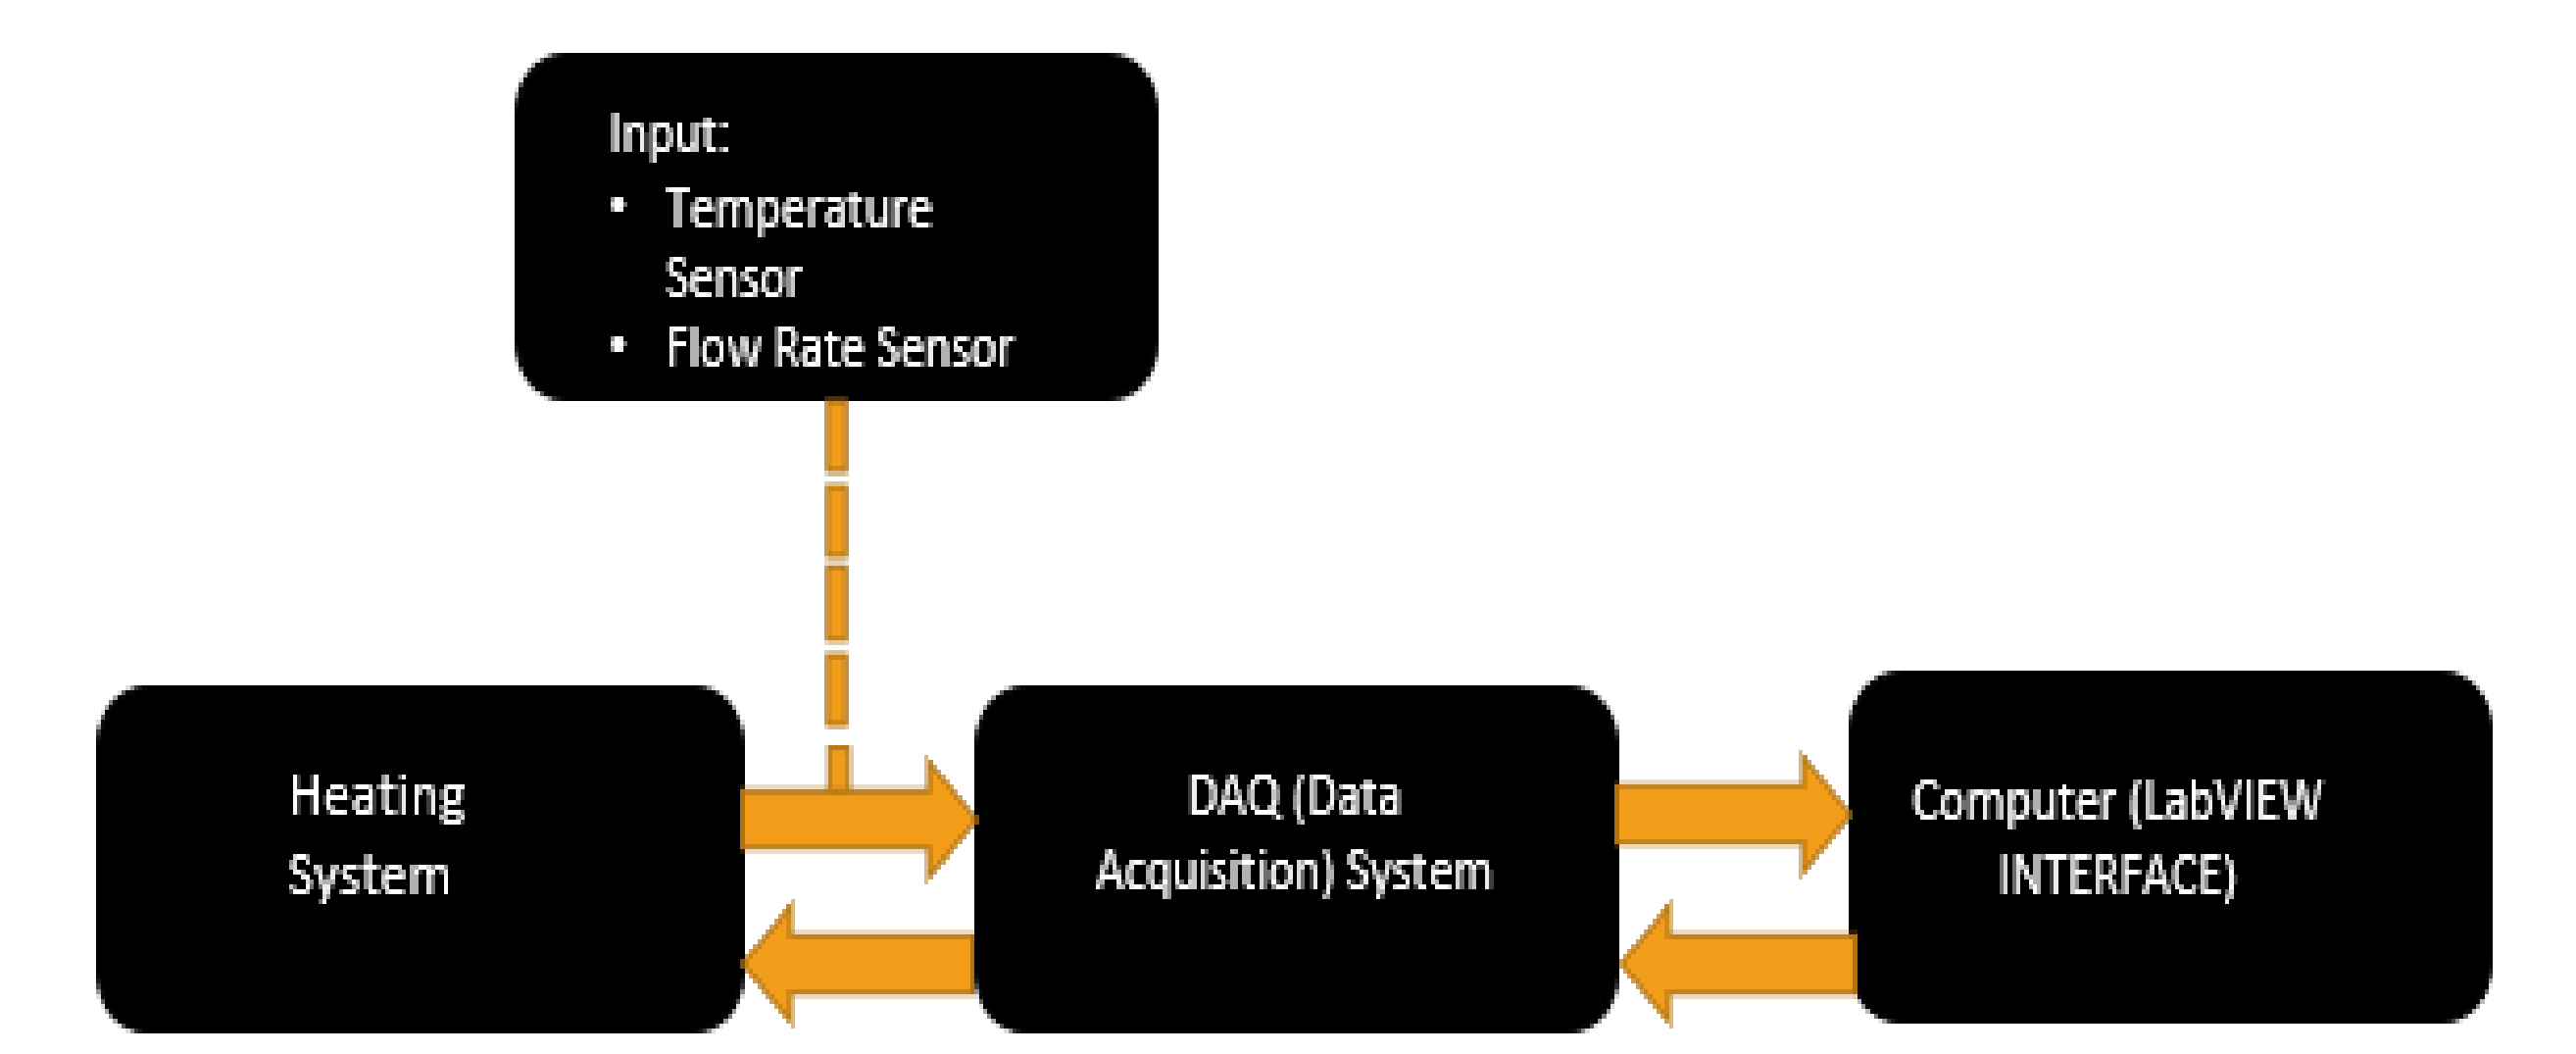 Input:
• Temperature
Sensor
• Flow Rate Sensor
Heating
System
DAQ (Data
Acquisition) System
Computer (LabVIEW
INTERFACE)